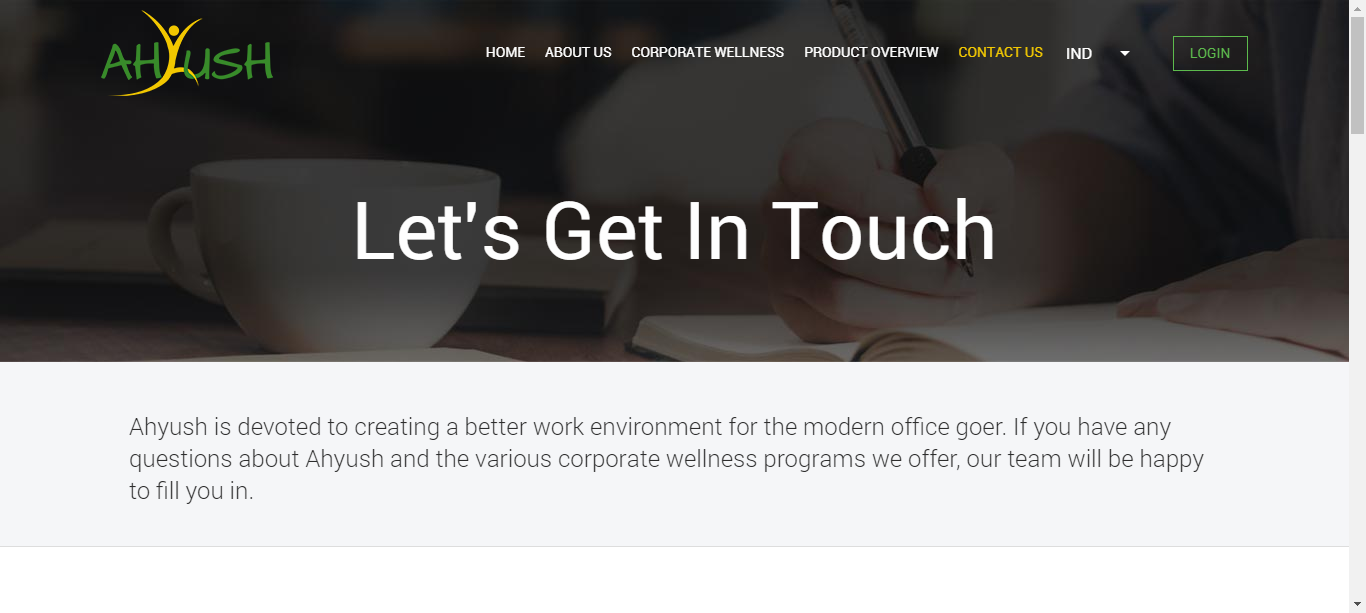 AHYUSH
HOME ABOUT US CORPORATE WELLNESS PRODUCT OVERVIEW CONTACT US IND LOGIN
Let's Get In Touch
Ahyush is devoted to creating a better work environment for the modern office goer. If you have any
questions about Ahyush and the various corporate wellness programs we offer, our team will be happy
to fill you in.